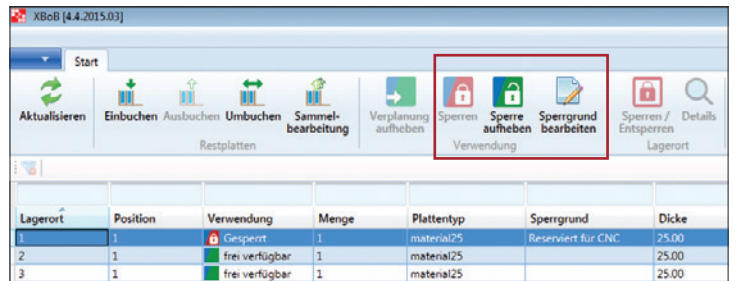 XBoB [4.4.2015.03]
Start
Aktualisieren Einbuchen Ausbuchen Umbuchen Sammel- Verplanung Sperren Sperre Sperrgrund Sperren / Details
bearbeitung aufheben aufheben bearbeiten Entsperren
Restplatten Verwendung Lagerort
Lagerort Position Verwendung Menge Plattentyp Sperrgrund Dicke
1 1 Gesperrt 1 material25 Reserviert für CNC 25.00
2 1 frei verfügbar 1 material25 25.00
3 1 frei verfügbar 1 material25 25.00